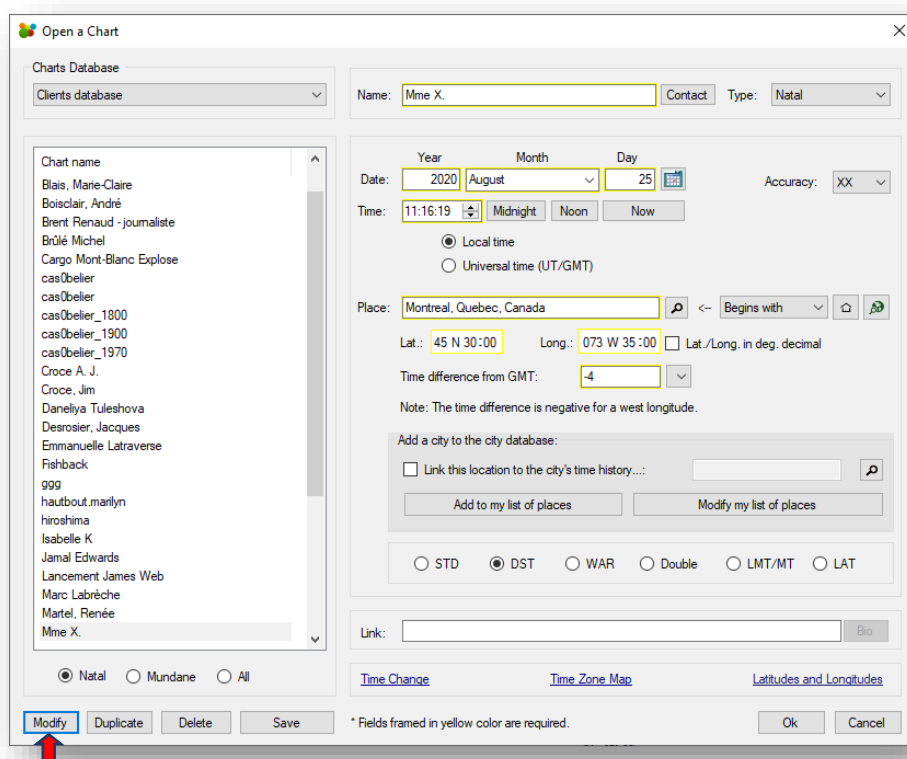 Open a Chart
Charts Database
Clients database
Chart name
Blais, Marie-Claire
Boisclair, André
Brent Renaud - journaliste
Brûlé Michel
Cargo Mont-Blanc Explose
cas0belier
cas0belier
cas0belier_1800
cas0belier_1900
cas0belier_1970
Croce A. J.
Croce, Jim
Daneliya Tuleshova
Desrosier, Jacques
Emmanuelle Latraverse
Fishback
ggg
hautbout.marilyn
hiroshima
Isabelle K
Jamal Edwards
Lancement James Web
Marc Labrèche
Martel, Renée
Mme X.
Natal Mundane All
Modify Duplicate Delete Save
Name: Mme X. Contact Type: Natal
Year Month Day
Date: 2020 August 25 Accuracy: XX
Time: 11:16:19 Midnight Noon Now
Local time
Universal time (UT/GMT)
Place: Montreal, Quebec, Canada <-- Begins with
Lat.: 45 N 30:00 Long.: 073 W 35:00 Lat./Long. in deg. decimal
Time difference from GMT: -4
Note: The time difference is negative for a west longitude.
Add a city to the city database:
Link this location to the city's time history...:
Add to my list of places Modify my list of places
STD DST WAR Double LMT/MT LAT
Link: Bio
Time Change Time Zone Map Latitudes and Longitudes
* Fields framed in yellow color are required. Ok Cancel